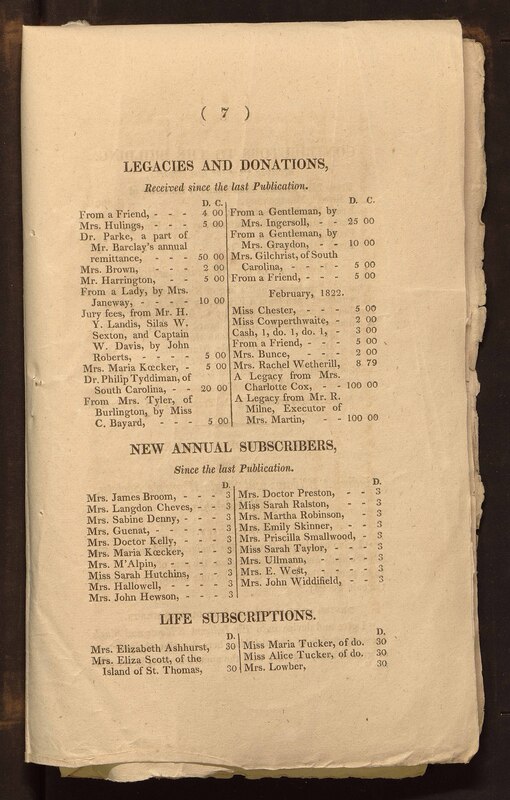 ( 7 )
LEGACIES AND DONATIONS,
Received since the last Publication.
D. C.
From a Friend, - - - 4 00
Mrs. Hulings, - - - 5 00
Dr. Parke, a part of
Mr. Barclay's annual
remittance, - - - 50 00
Mrs. Brown, - - - 2 00
Mr. Harrington, - - 5 00
From a Lady, by Mrs.
Janeway, - - - 10 00
Jury fees, from Mr. H.
Y. Landis, Silas W.
Sexton, and Captain
W. Davis, by John
Roberts, - - - - 5 00
Mrs. Maria Kœcker, - 5 00
Dr. Philip Tyddiman, of
South Carolina, - - 20 00
From Mrs. Tyler, of
Burlington, by Miss
C. Bayard, - - - - 5 00
D. C.
From a Gentleman, by
Mrs. Ingersoll, - - 25 00
From a Gentleman, by
Mrs. Graydon, - - 10 00
Mrs. Gilchrist, of South
Carolina, - - - - 5 00
From a Friend, - - - 5 00
February, 1822.
Miss Chester, - - - 5 00
Miss Cowperthwaite, - 2 00
Cash, 1, do. 1, do. 1, - 3 00
From a Friend, - - - 5 00
Mrs. Bunce, - - - - 2 00
Mrs. Rachel Wetherill, 8 79
A Legacy from Mrs.
Charlotte Cox, - - 100 00
A Legacy from Mr. R.
Milne, Executor of
Mrs. Martin, - - 100 00
NEW ANNUAL SUBSCRIBERS,
Since the last Publication.
D.
Mrs. James Broom, - - - 3
Mrs. Langdon Cheves, - - - 3
Mrs. Sabine Denny, - - - 3
Mrs. Guenat, - - - - 3
Mrs. Doctor Kelly, - - - 3
Mrs. Maria Kœcker, - - - 3
Mrs. M'Alpin, - - - 3
Miss Sarah Hutchins, - - - 3
Mrs. Hallowell, - - - 3
Mrs. John Hewson, - - - 3
D.
Mrs. Doctor Preston, - - 3
Miss Sarah Ralston, - - 3
Mrs. Martha Robinson, - - 3
Mrs. Emily Skinner, - - 3
Mrs. Priscilla Smallwood, - 3
Miss Sarah Taylor, - - 3
Mrs. Ullmann, - - - 3
Mrs. E. West, - - - 3
Mrs. John Widdifield, - - 3
LIFE SUBSCRIPTIONS.
D.
Mrs. Elizabeth Ashhurst, 30
Mrs. Eliza Scott, of the
Island of St. Thomas, 30
D.
Miss Maria Tucker, of do. 30
Miss Alice Tucker, of do. 30
Mrs. Lowber, 30